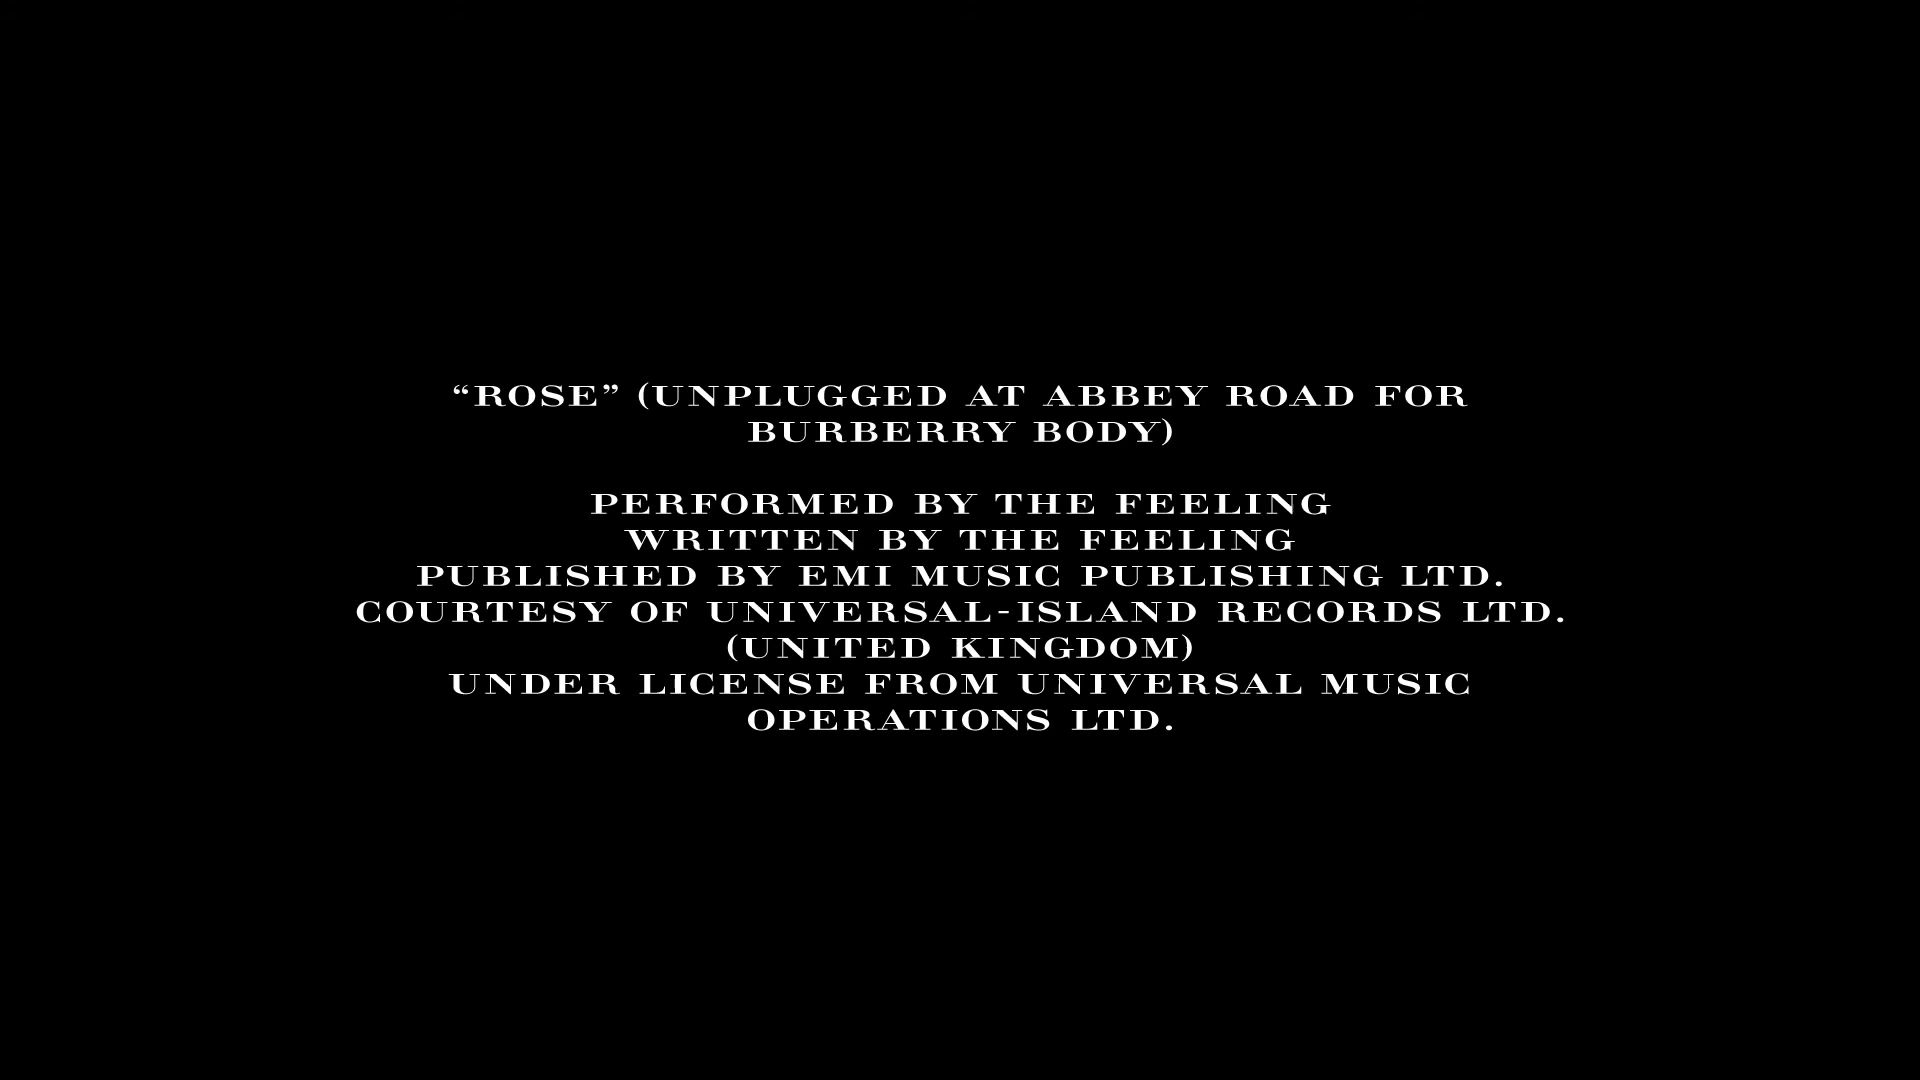 “ROSE” (UNPLUGGED AT ABBEY ROAD FOR
BURBERRY BODY)
PERFORMED BY THE FEELING
WRITTEN BY THE FEELING
PUBLISHED BY EMI MUSIC PUBLISHING LTD.
COURTESY OF UNIVERSAL-ISLAND RECORDS LTD.
(UNITED KINGDOM)
UNDER LICENSE FROM UNIVERSAL MUSIC
OPERATIONS LTD.